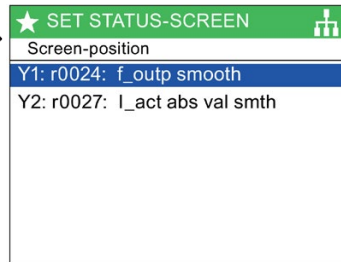 SET STATUS-SCREEN
Screen-position
Y1: r0024: f_outp smooth
Y2: r0027: I_act abs val smth